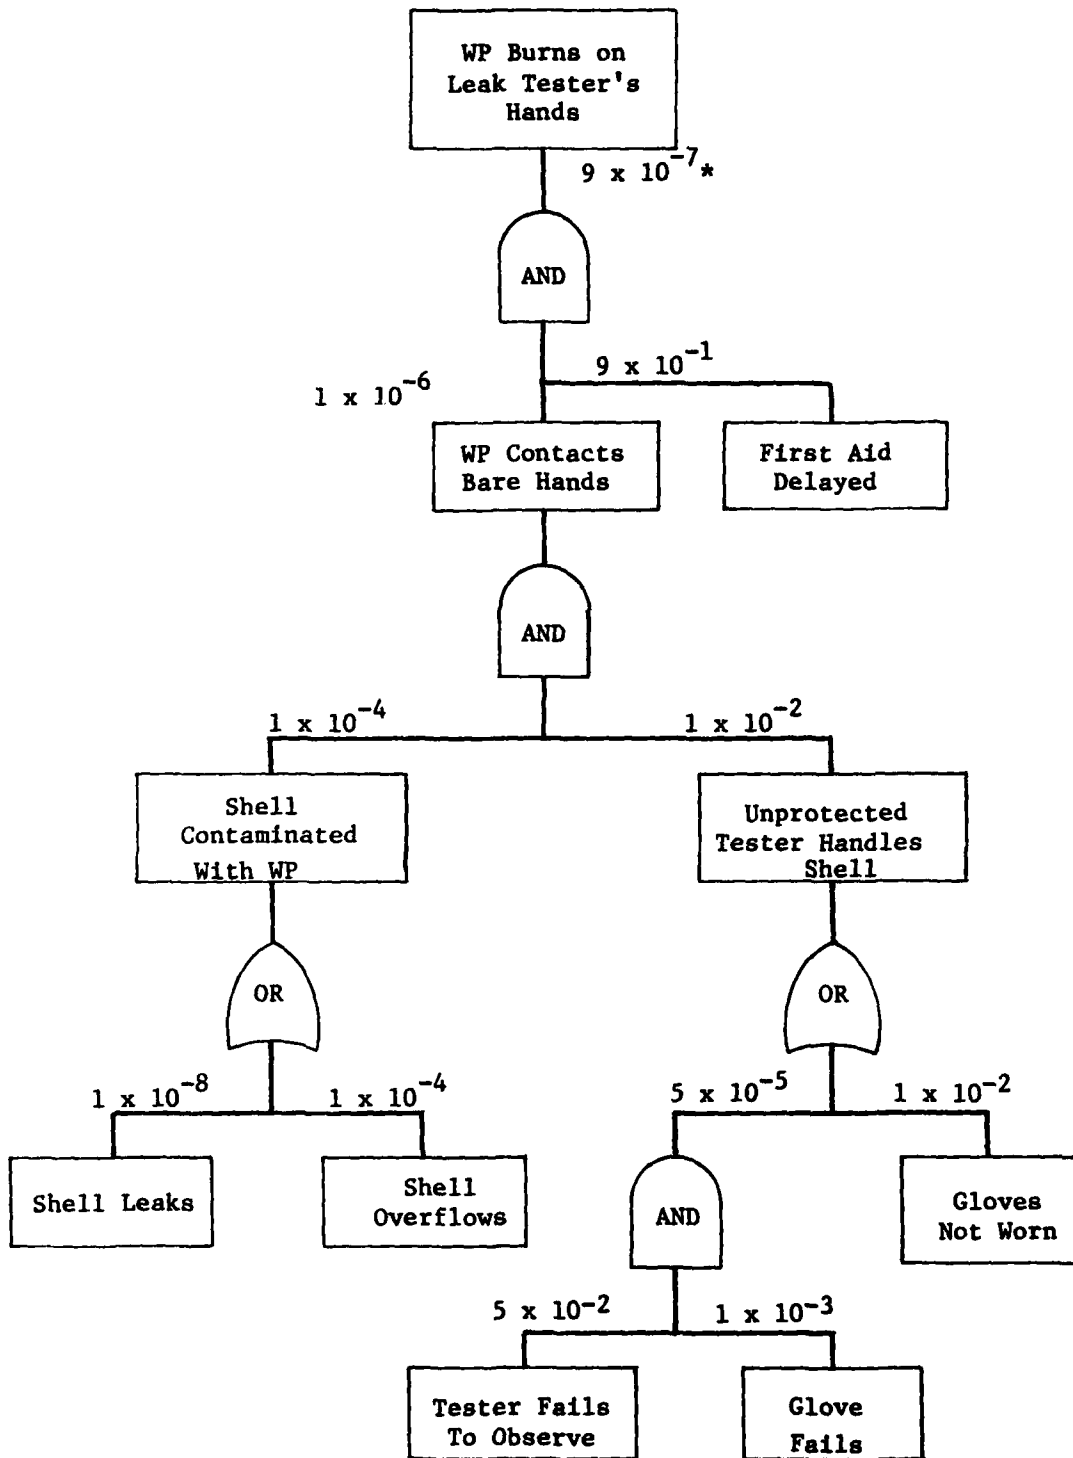 WP Burns on
Leak Tester's
Hands
9 x 10^-7 *
AND
9 x 10^-1
1 x 10^-6
WP Contacts
Bare Hands
First Aid
Delayed
AND
1 x 10^-4
1 x 10^-2
Shell
Contaminated
With WP
Unprotected
Tester Handles
Shell
OR
OR
1 x 10^-8
1 x 10^-4
5 x 10^-5
1 x 10^-2
Shell Leaks
Shell
Overflows
AND
Gloves
Not Worn
5 x 10^-2
1 x 10^-3
Tester Fails
To Observe
Glove
Fails